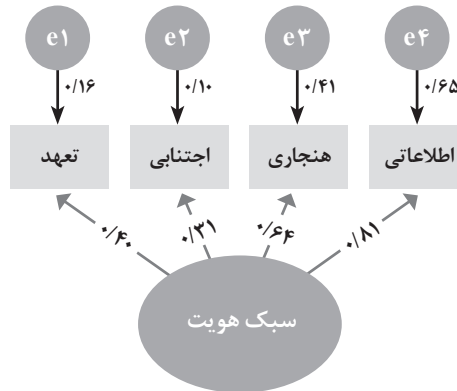 e۱ e۲ e۳ e۴
۰/۱۶ ۰/۱۰ ۰/۴۱ ۰/۶۵
تعهد اجتنابی هنجاری اطلاعاتی
۰/۴۰ ۰/۳۱ ۰/۶۴ ۰/۸۱
سبک هویت